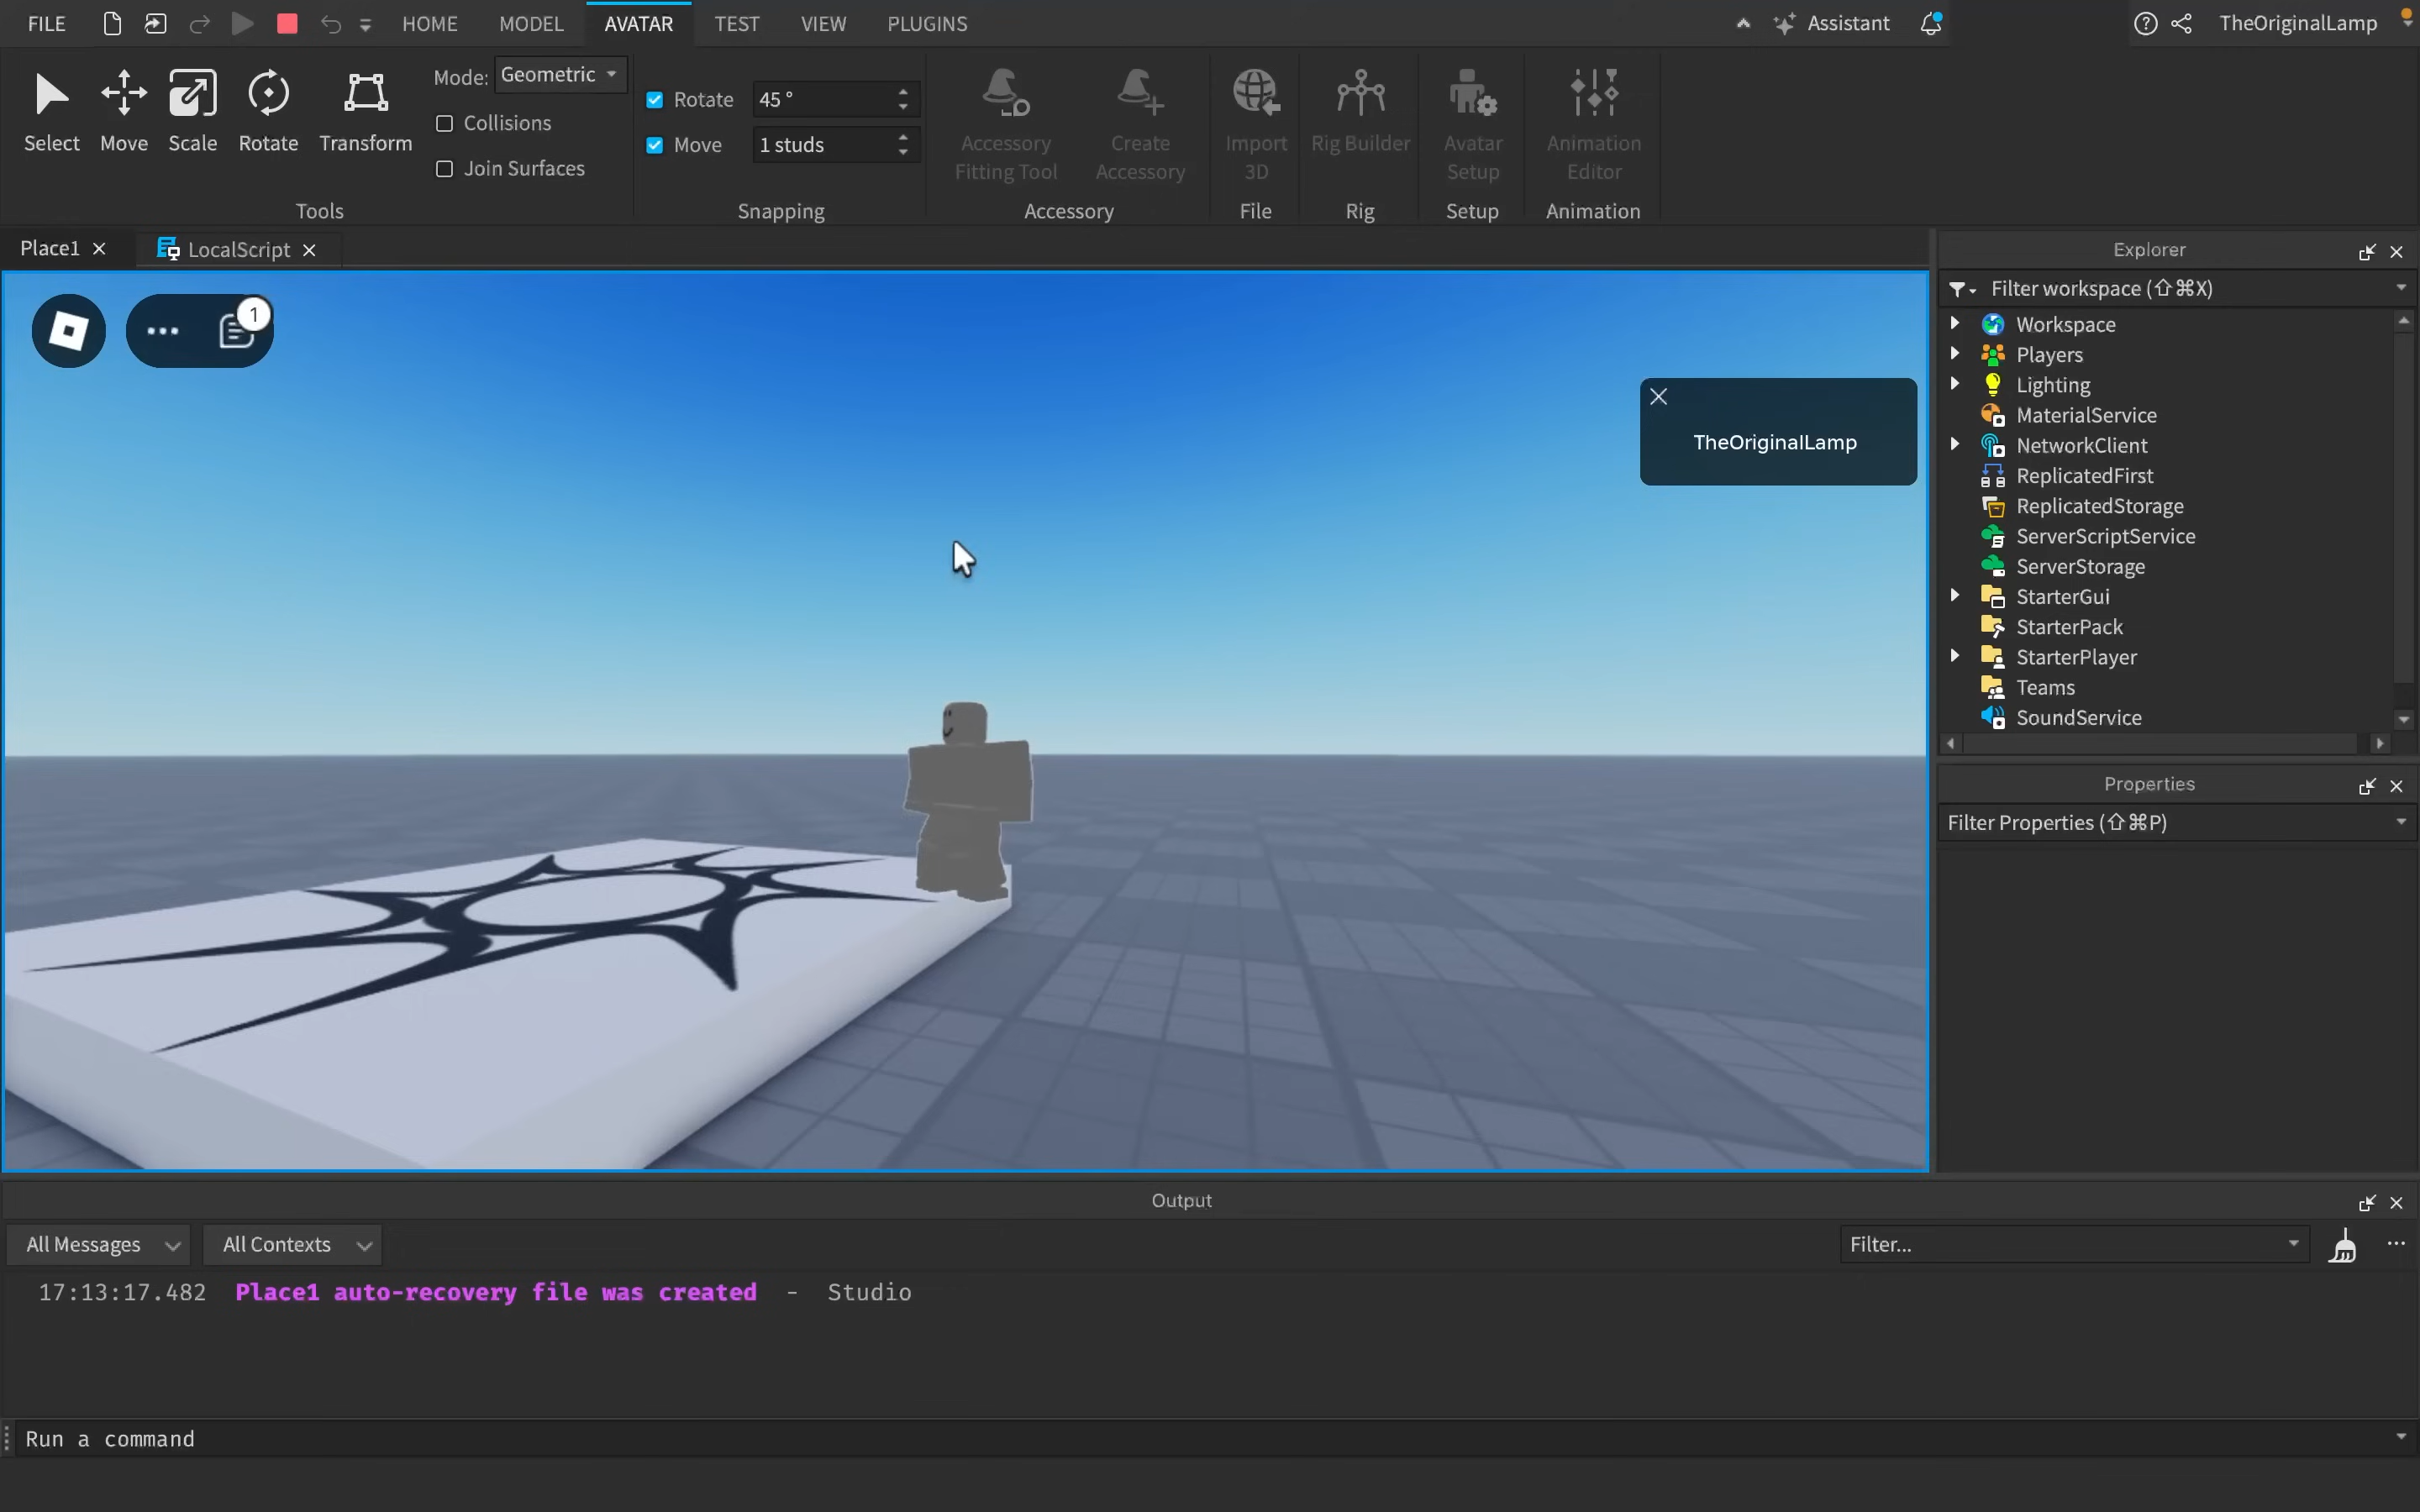 FILE HOME MODEL AVATAR TEST VIEW PLUGINS Assistant TheOriginalLamp
Select Move Scale Rotate Transform
Mode: Geometric
Collisions
Join Surfaces
Tools
Rotate 45 °
Move 1 studs
Snapping
Accessory Fitting Tool
Create Accessory
Accessory
Import 3D
File
Rig Builder
Rig
Avatar Setup
Setup
Animation Editor
Animation
Place1 LocalScript
1
TheOriginalLamp
Explorer
Filter workspace (⇧⌘X)
Workspace
Players
Lighting
MaterialService
NetworkClient
ReplicatedFirst
ReplicatedStorage
ServerScriptService
ServerStorage
StarterGui
StarterPack
StarterPlayer
Teams
SoundService
Properties
Filter Properties (⇧⌘P)
Output
All Messages All Contexts Filter...
17:13:17.482 Place1 auto-recovery file was created - Studio
Run a command